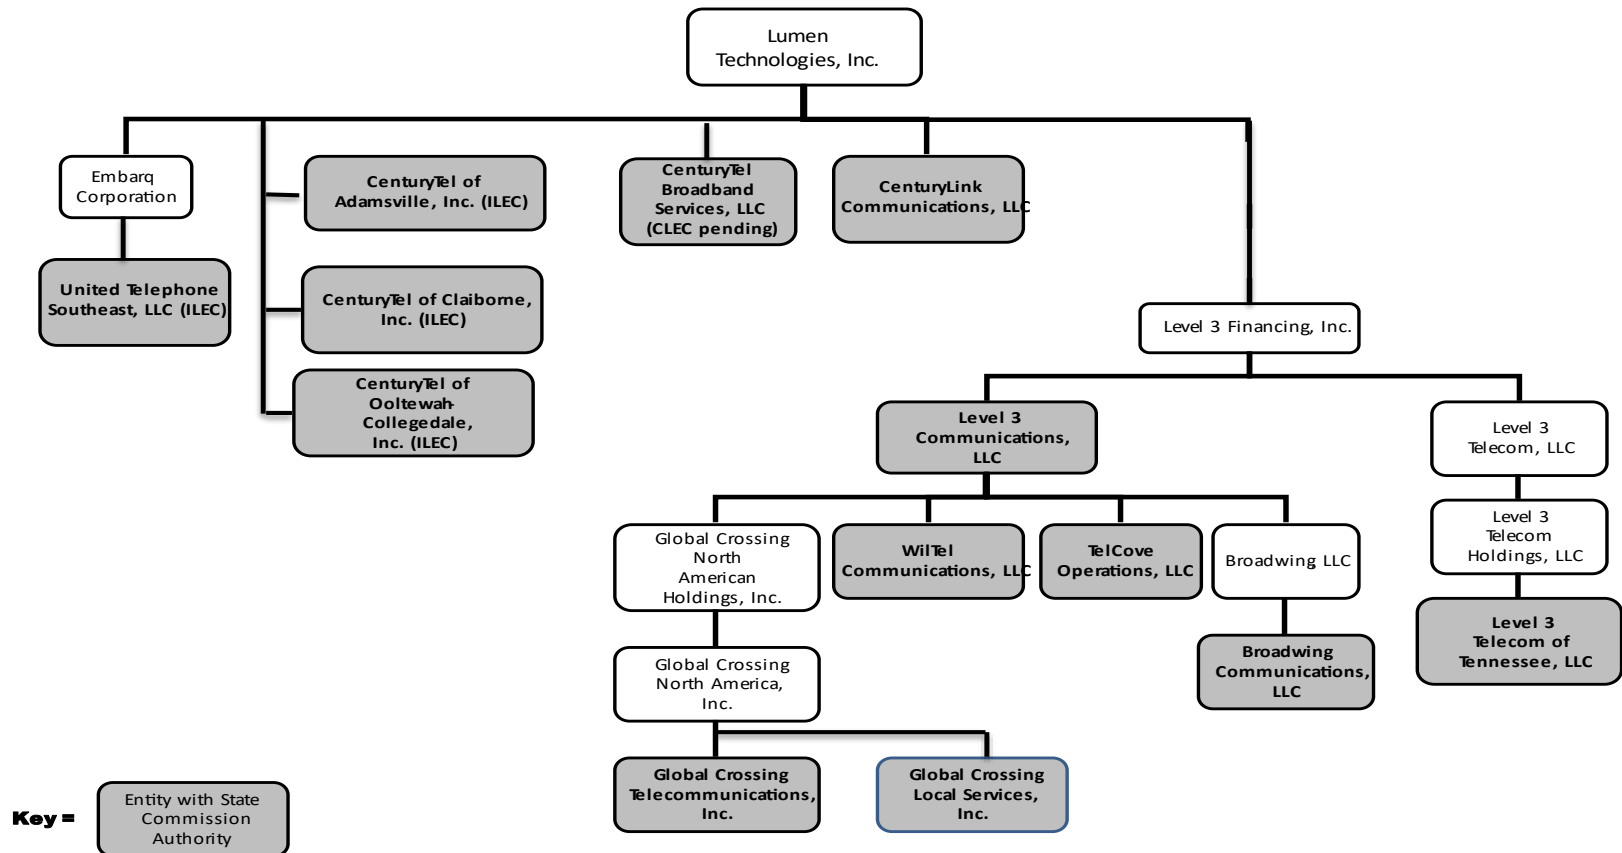 Lumen
Technologies, Inc.
Embarq
Corporation
CenturyTel of
Adamsville, Inc. (ILEC)
CenturyTel
Broadband
Services, LLC
(CLEC pending)
CenturyLink
Communications, LLC
United Telephone
Southeast, LLC (ILEC)
CenturyTel of Claiborne,
Inc. (ILEC)
Level 3 Financing, Inc.
CenturyTel of
Ooltewah-
Collegedale,
Inc. (ILEC)
Level 3
Communications,
LLC
Level 3
Telecom, LLC
Global Crossing
North
American
Holdings, Inc.
WilTel
Communications, LLC
TelCove
Operations, LLC
Broadwing LLC
Level 3
Telecom
Holdings, LLC
Global Crossing
North America,
Inc.
Broadwing
Communications,
LLC
Level 3
Telecom of
Tennessee, LLC
Global Crossing
Telecommunications,
Inc.
Global Crossing
Local Services,
Inc.
Key =
Entity with State
Commission
Authority